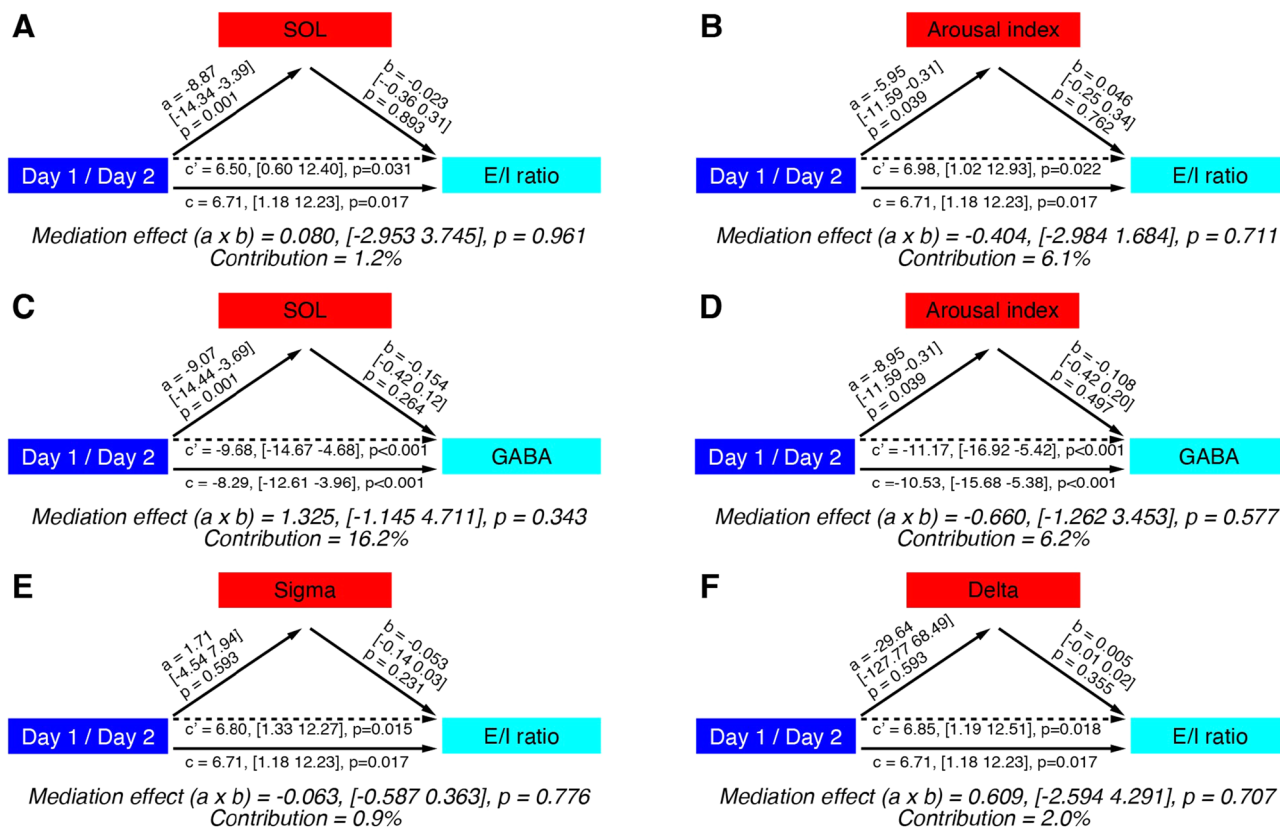 A
SOL
a = -8.87
[-14.34 -3.39]
p = 0.001
b = -0.023
[--0.36 0.31]
p = 0.893
Day 1 / Day 2
c' = 6.50, [0.60 12.40], p=0.031
c = 6.71, [1.18 12.23], p=0.017
E/I ratio
Mediation effect (a x b) = 0.080, [-2.953 3.745], p = 0.961
Contribution = 1.2%
B
Arousal index
a = -5.95
[-11.59 -0.31]
p = 0.039
b = 0.046
[-0.25 0.34]
p = 0.762
Day 1 / Day 2
c' = 6.98, [1.02 12.93], p=0.022
c = 6.71, [1.18 12.23], p=0.017
E/I ratio
Mediation effect (a x b) = -0.404, [-2.984 1.684], p = 0.711
Contribution = 6.1%
C
SOL
a = -9.07
[-14.44 -3.69]
p = 0.001
b = -0.154
[-0.42 0.12]
p = 0.264
Day 1 / Day 2
c' = -9.68, [-14.67 -4.68], p<0.001
c = -8.29, [-12.61 -3.96], p<0.001
GABA
Mediation effect (a x b) = 1.325, [-1.145 4.711], p = 0.343
Contribution = 16.2%
D
Arousal index
a = -8.95
[-11.59 -0.31]
p = 0.039
b = -0.108
[-0.42 0.20]
p = 0.497
Day 1 / Day 2
c' = -11.17, [-16.92 -5.42], p<0.001
c =-10.53, [-15.68 -5.38], p<0.001
GABA
Mediation effect (a x b) = -0.660, [-1.262 3.453], p = 0.577
Contribution = 6.2%
E
Sigma
a = 1.71
[-4.54 7.94]
p = 0.593
b = -0.053
[-0.14 0.03]
p = 0.231
Day 1 / Day 2
c' = 6.80, [1.33 12.27], p=0.015
c = 6.71, [1.18 12.23], p=0.017
E/I ratio
Mediation effect (a x b) = -0.063, [-0.587 0.363], p = 0.776
Contribution = 0.9%
F
Delta
a = -29.64
[-127.77 68.49]
p = 0.593
b = 0.005
[-0.01 0.02]
p = 0.355
Day 1 / Day 2
c' = 6.85, [1.19 12.51], p=0.018
c = 6.71, [1.18 12.23], p=0.017
E/I ratio
Mediation effect (a x b) = 0.609, [-2.594 4.291], p = 0.707
Contribution = 2.0%